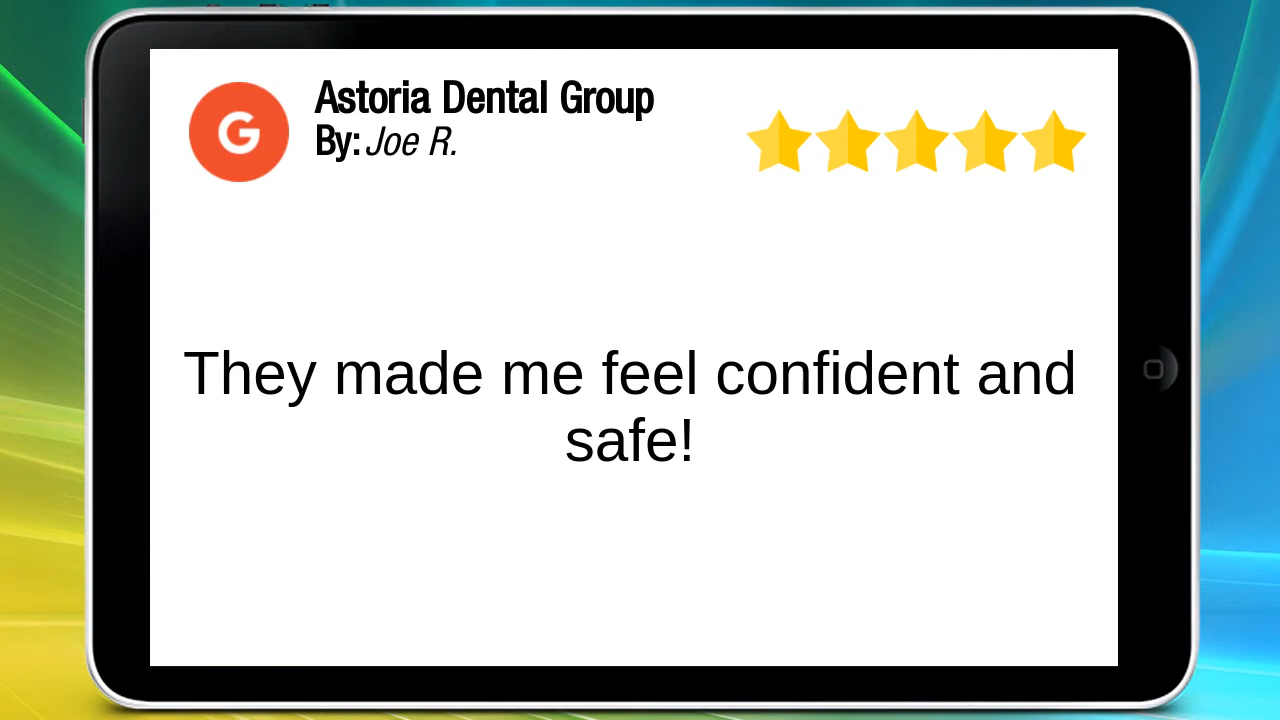 G
Astoria Dental Group
By: Joe R.
They made me feel confident and
safe!